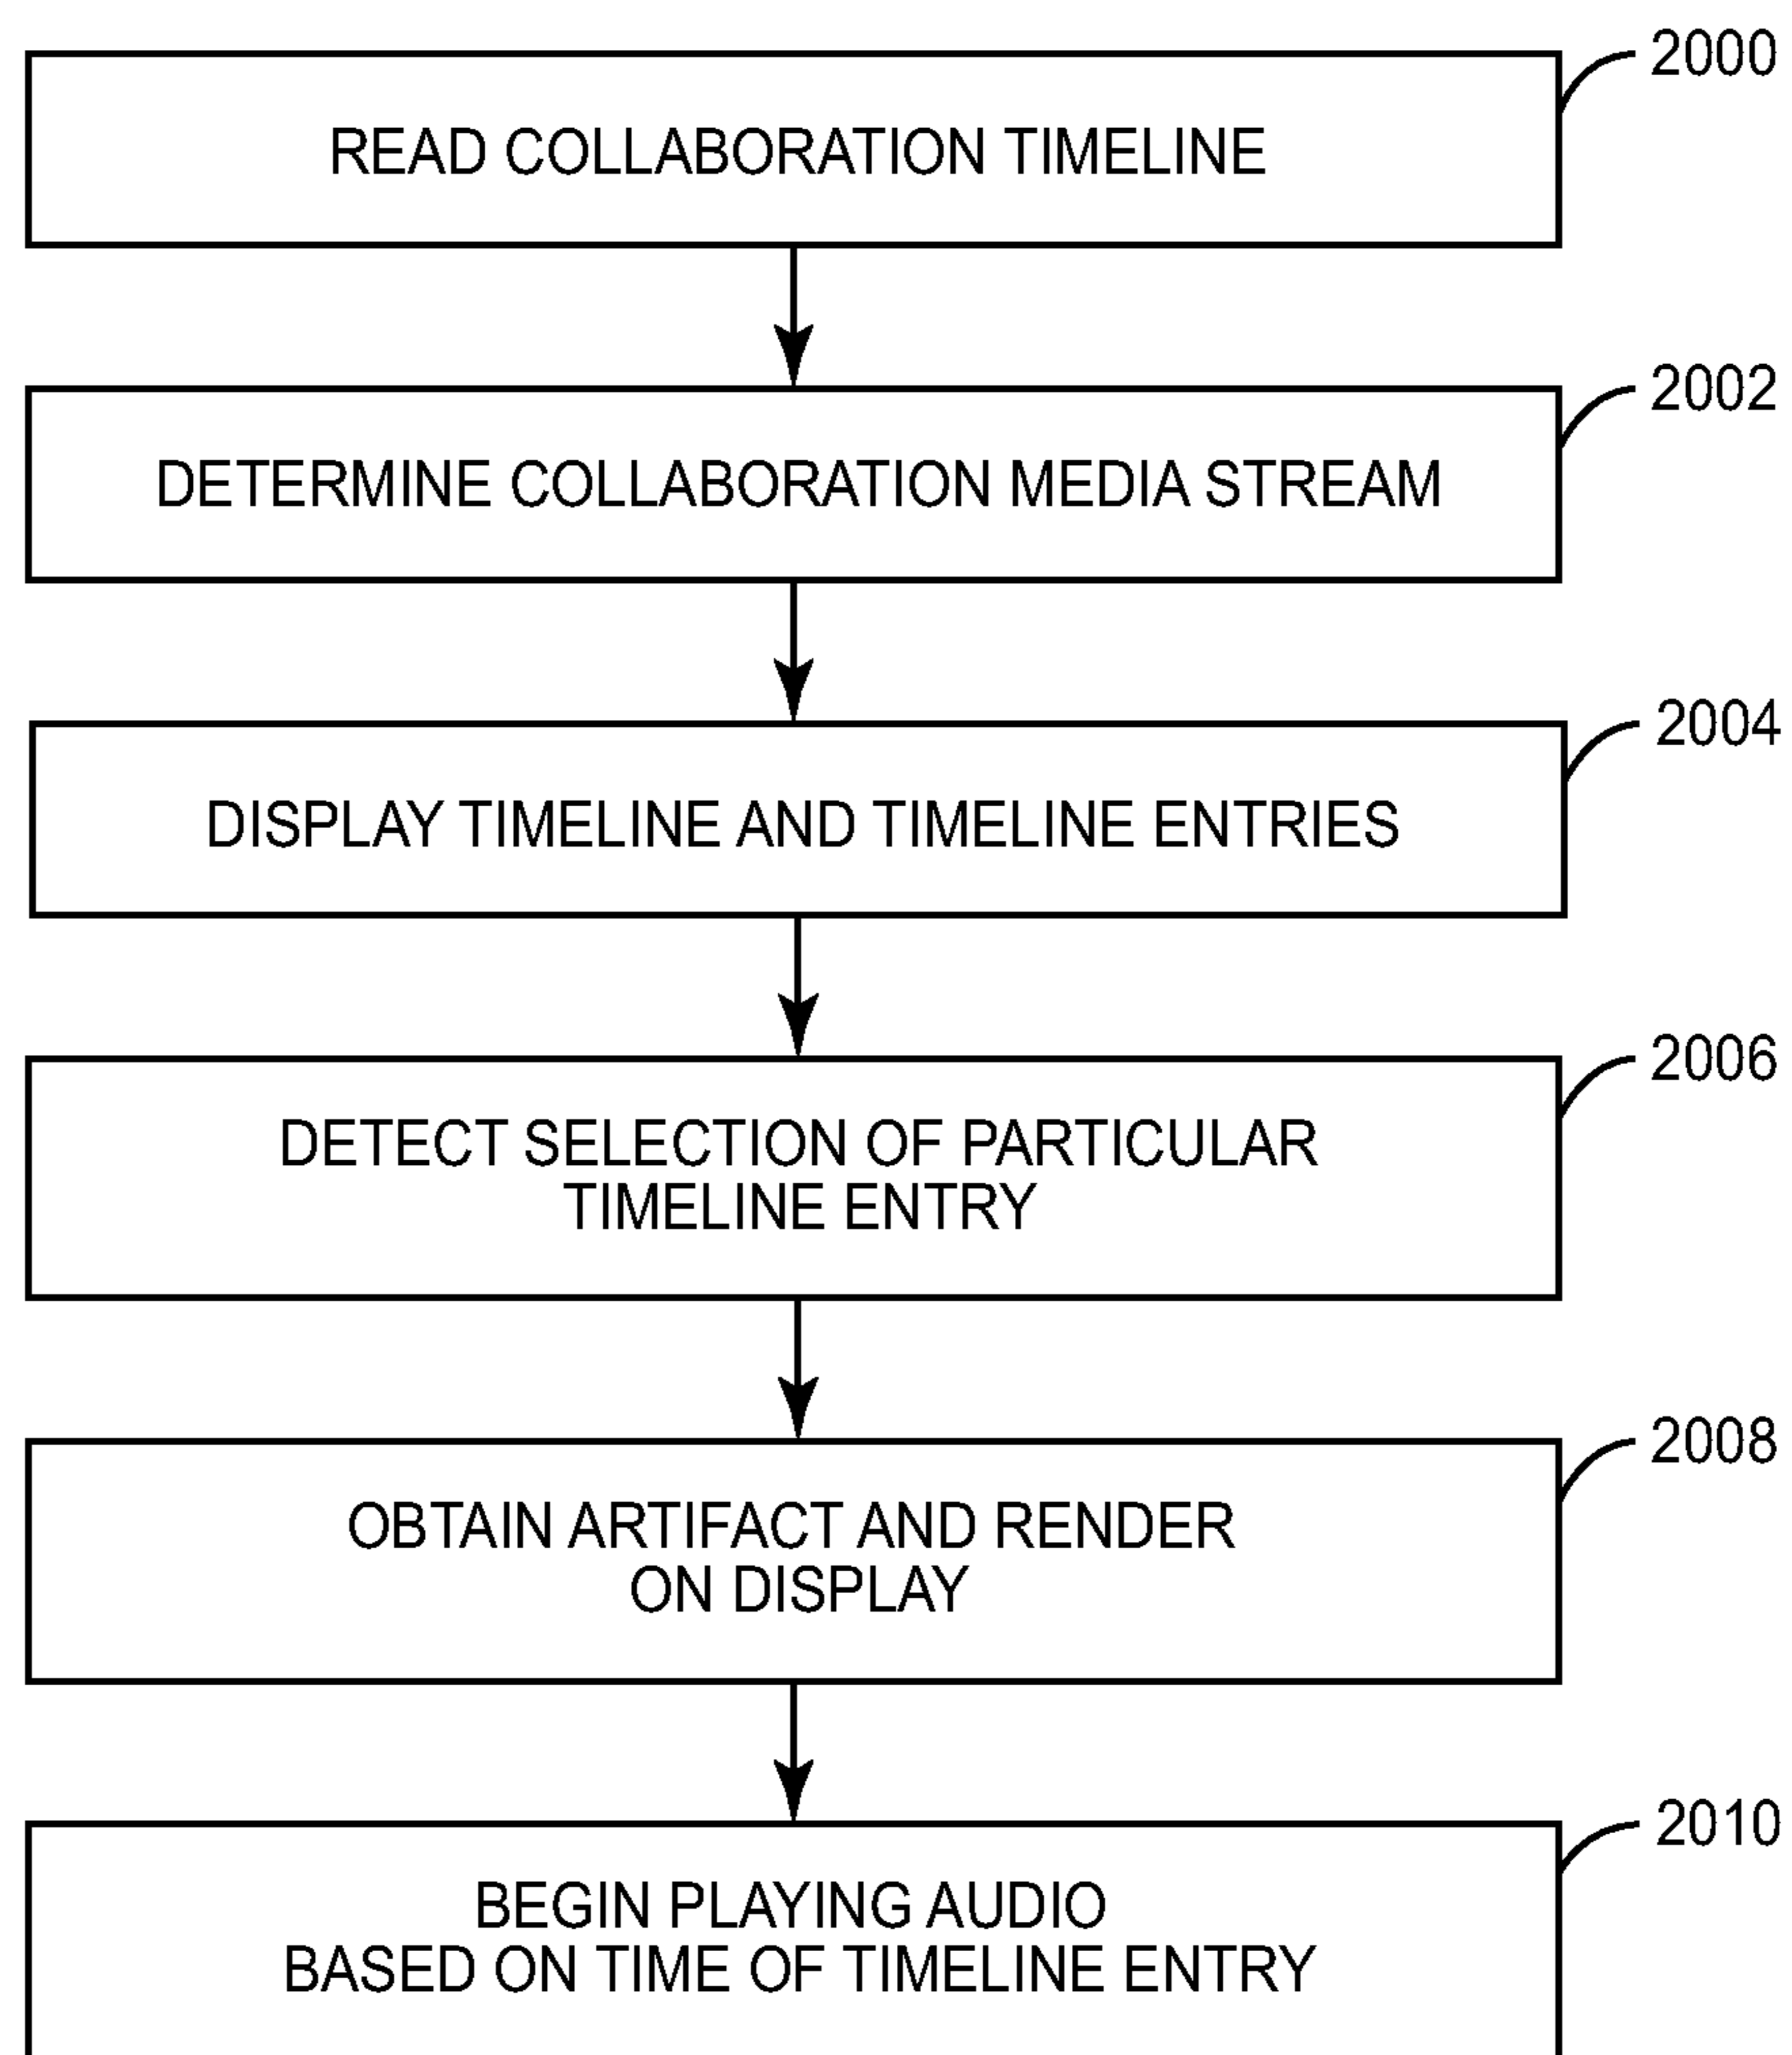 2000
READ COLLABORATION TIMELINE
2002
DETERMINE COLLABORATION MEDIA STREAM
2004
DISPLAY TIMELINE AND TIMELINE ENTRIES
2006
DETECT SELECTION OF PARTICULAR
TIMELINE ENTRY
2008
OBTAIN ARTIFACT AND RENDER
ON DISPLAY
2010
BEGIN PLAYING AUDIO
BASED ON TIME OF TIMELINE ENTRY